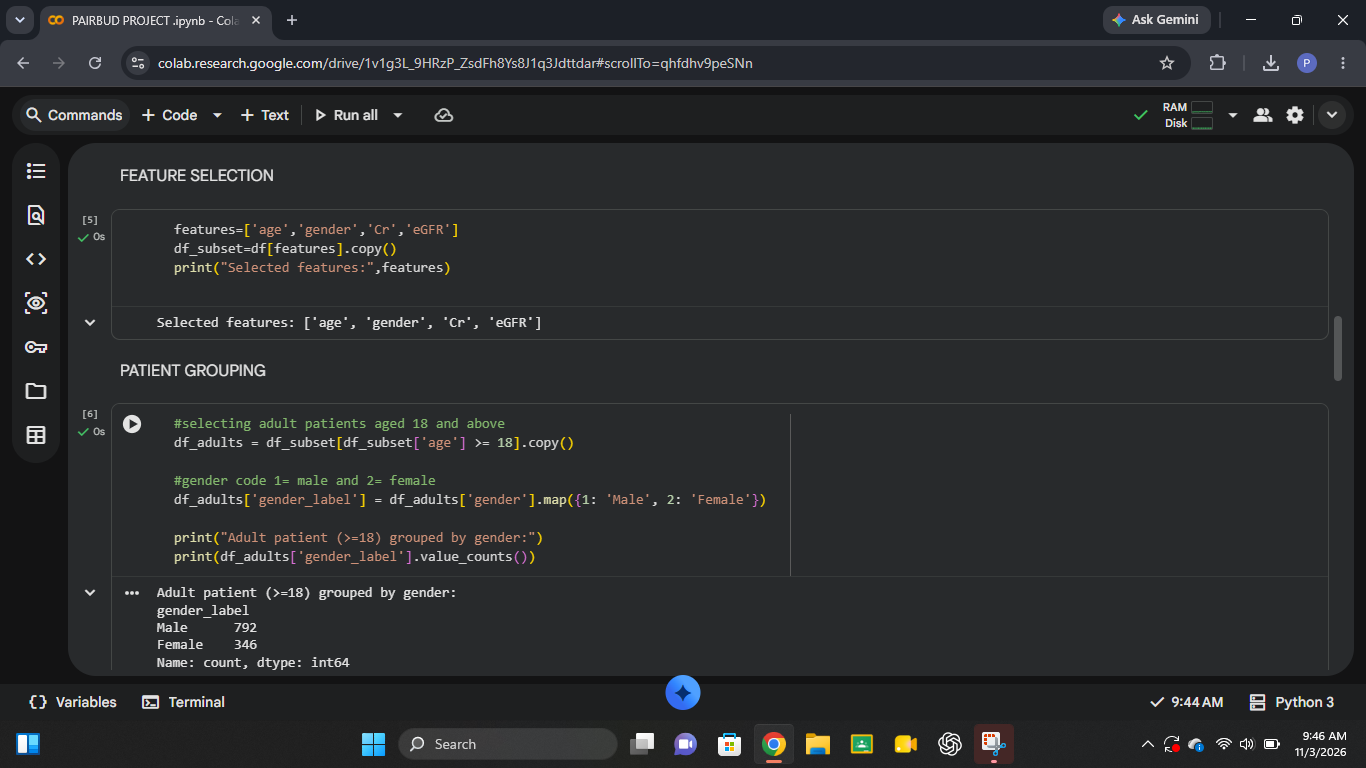 PAIRBUD PROJECT .ipynb - Cola
Ask Gemini
colab.research.google.com/drive/1v1g3L_9HRzP_ZsdFh8Ys8J1q3Jdttdar#scrollTo=qhfdhv9peSNn
P
Commands
+ Code
+ Text
Run all
RAM
Disk
FEATURE SELECTION
[5]
0s
features=['age','gender','Cr','eGFR']
df_subset=df[features].copy()
print("Selected features:",features)
Selected features: ['age', 'gender', 'Cr', 'eGFR']
PATIENT GROUPING
[6]
0s
#selecting adult patients aged 18 and above
df_adults = df_subset[df_subset['age'] >= 18].copy()
#gender code 1= male and 2= female
df_adults['gender_label'] = df_adults['gender'].map({1: 'Male', 2: 'Female'})
print("Adult patient (>=18) grouped by gender:")
print(df_adults['gender_label'].value_counts())
Adult patient (>=18) grouped by gender:
gender_label
Male      792
Female    346
Name: count, dtype: int64
Variables
Terminal
9:44 AM
Python 3
Search
9:46 AM
11/3/2026